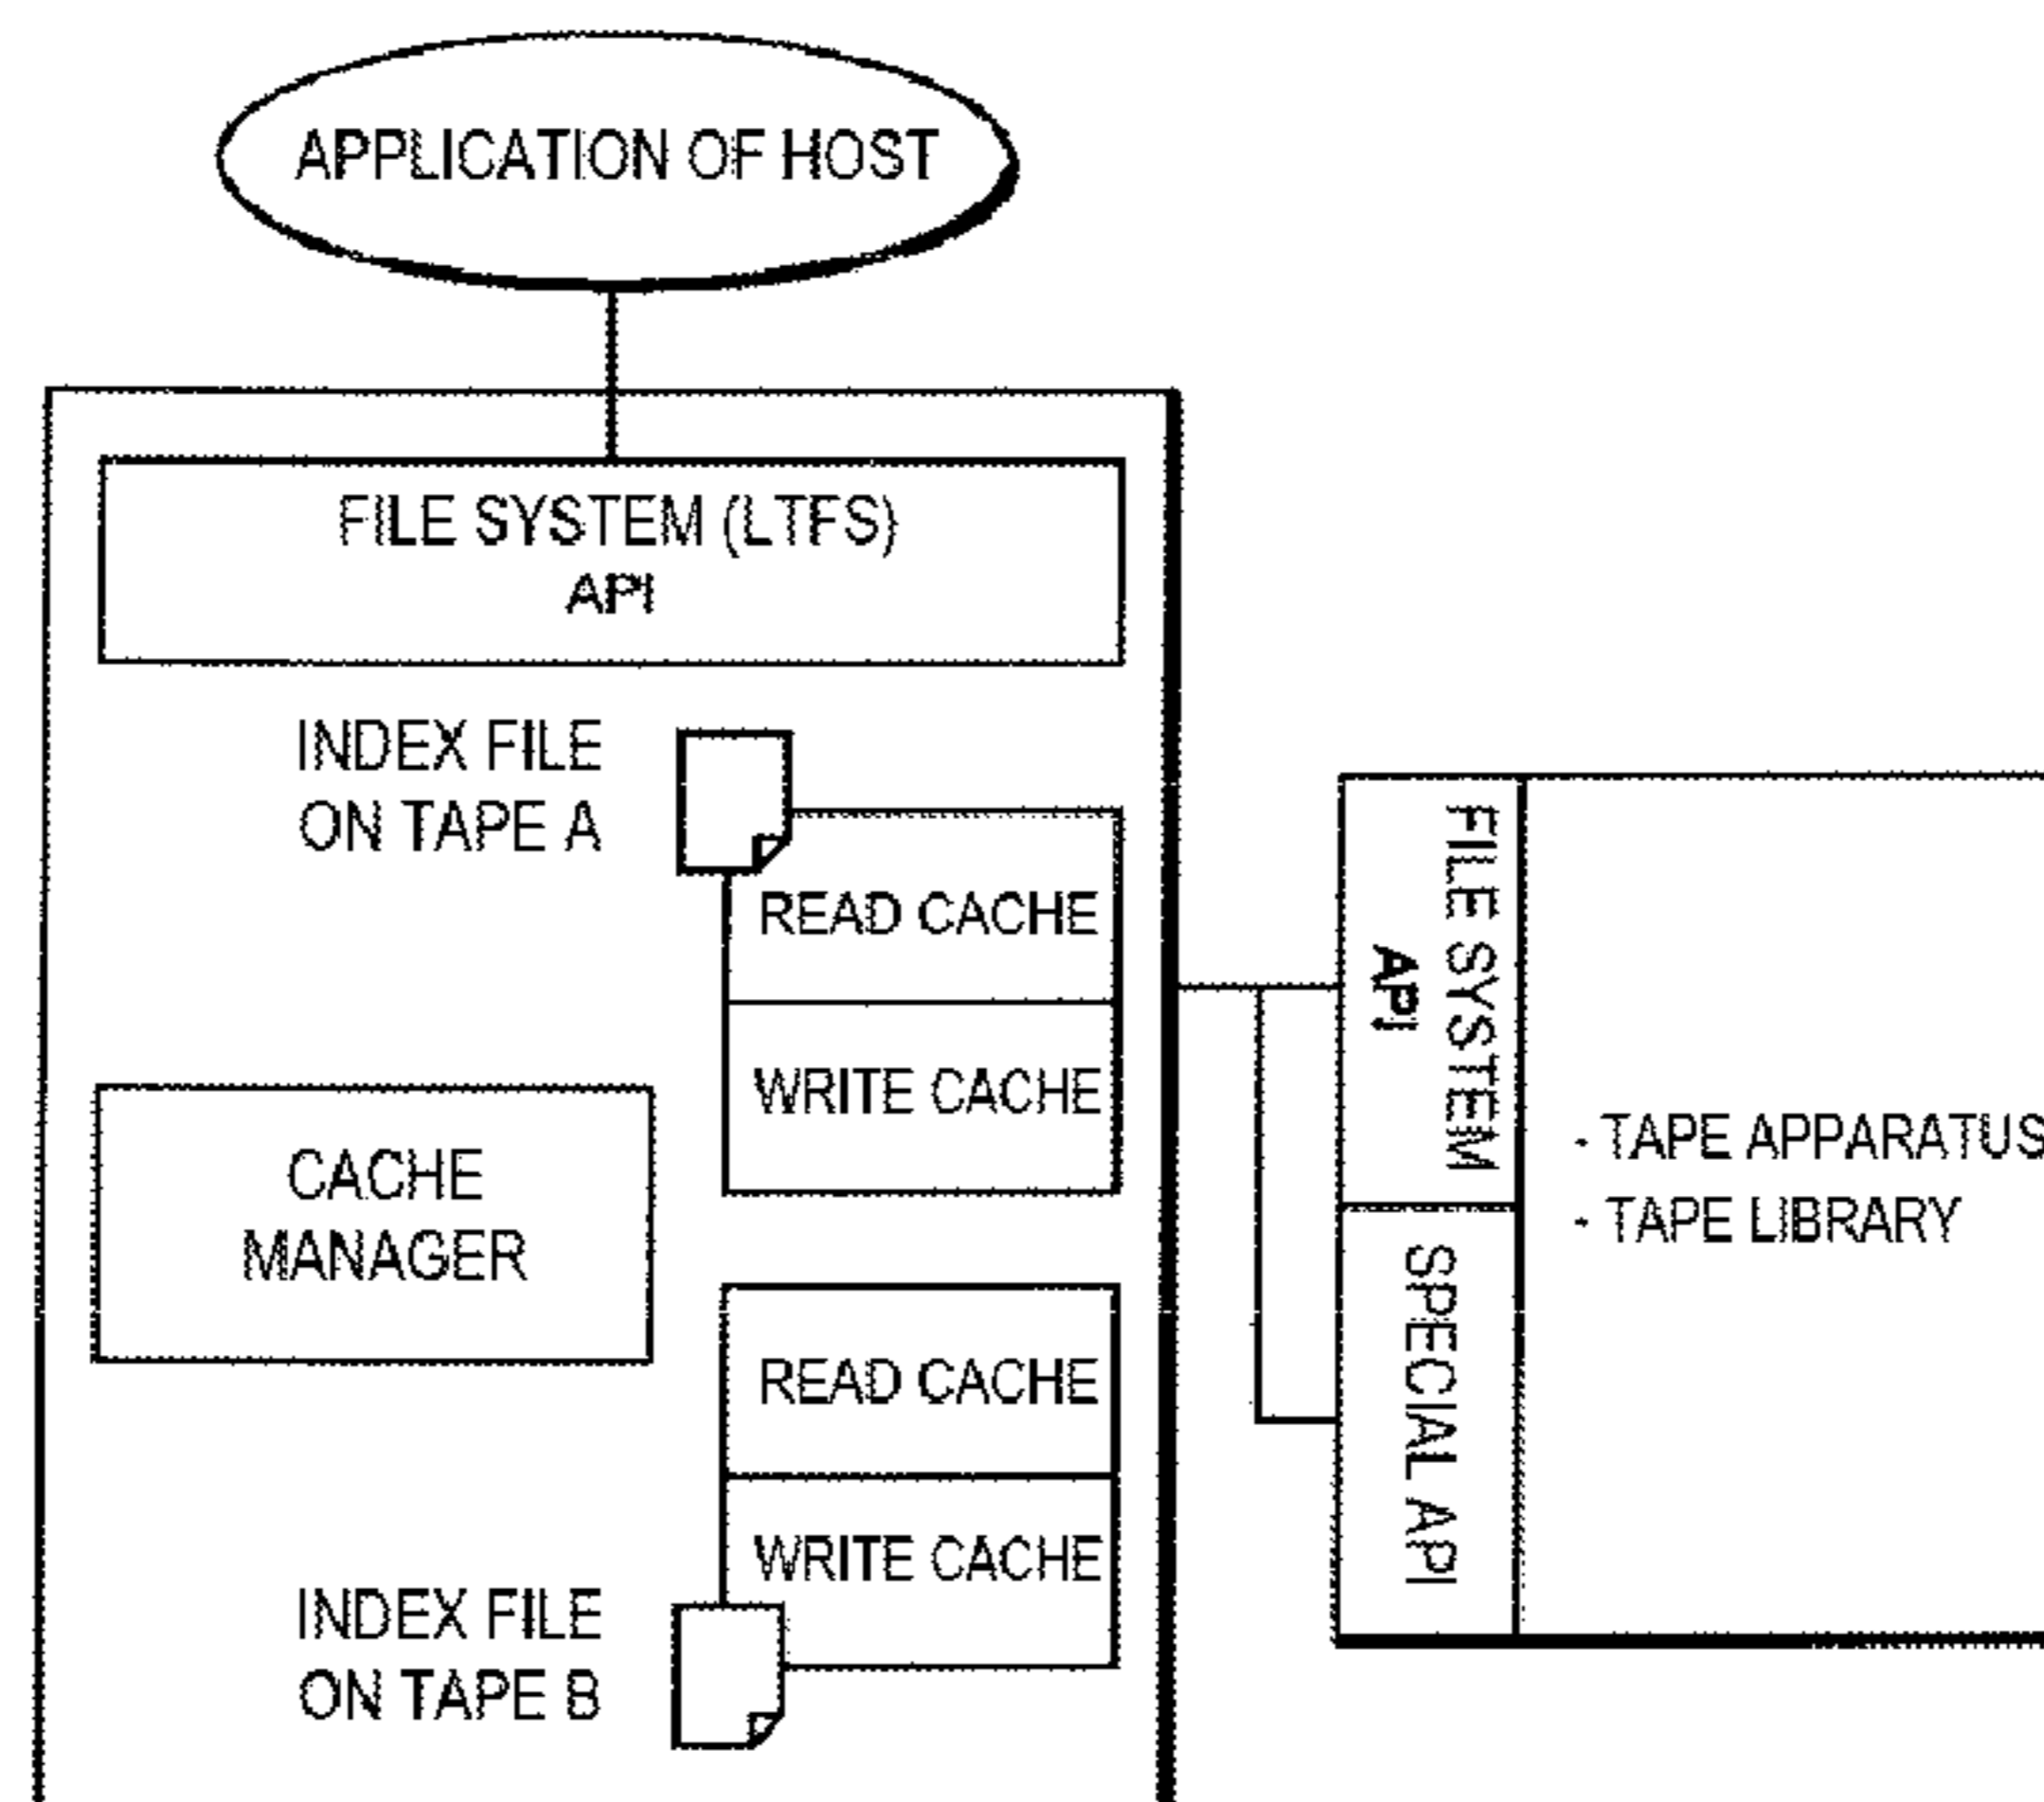 APPLICATION OF HOST
FILE SYSTEM (LTFS)
API
INDEX FILE
ON TAPE A
READ CACHE
WRITE CACHE
CACHE
MANAGER
READ CACHE
WRITE CACHE
INDEX FILE
ON TAPE B
FILE SYSTEM
API
SPECIAL API
- TAPE APPARATUS
- TAPE LIBRARY